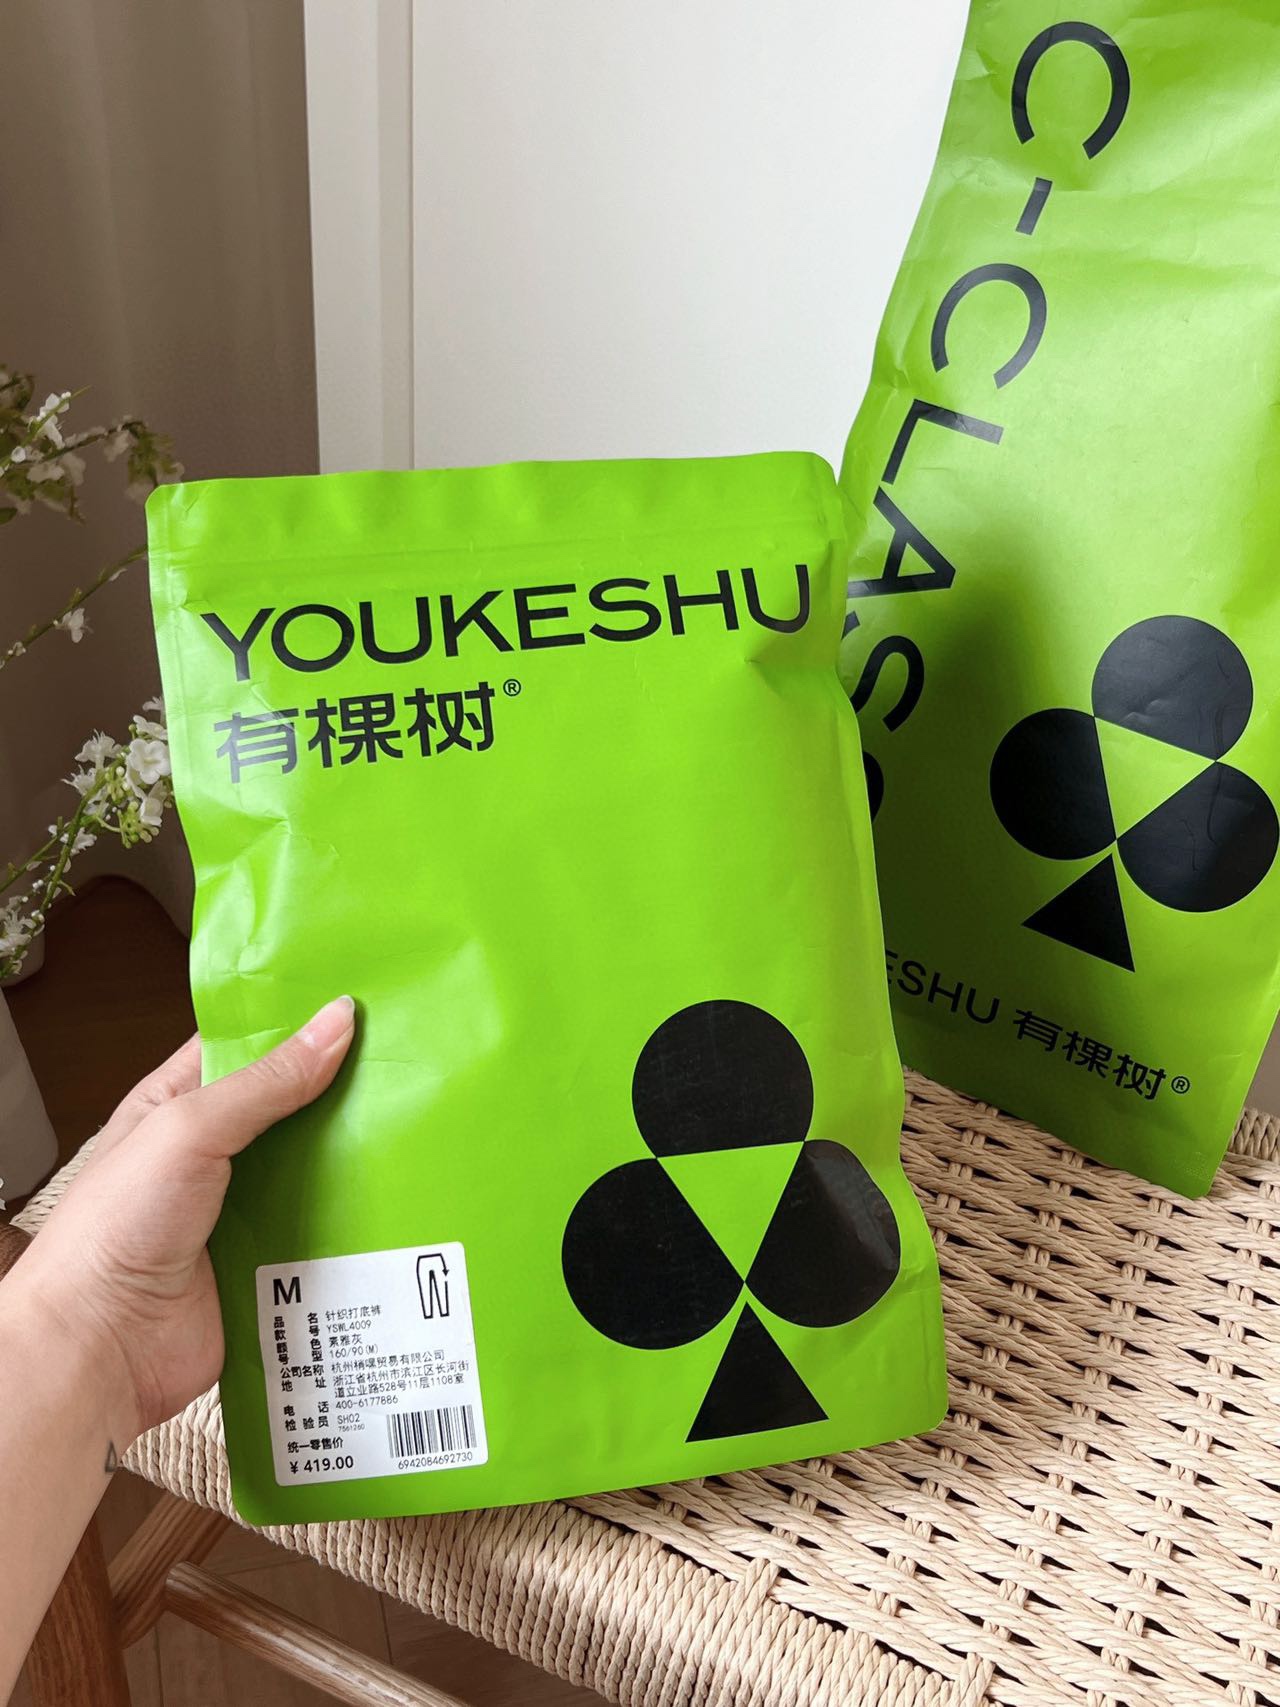 YOUKESHU
有棵树®
M
品 名 针织打底裤
款 号 YSWL4009
颜 色 素雅灰
号 型 160/90(M)
公司名称 杭州梢嘿贸易有限公司
地 址 浙江省杭州市滨江区长河街
道立业路528号11层1108室
电 话 400-6177886
检 验 员 SH02
7561260
统一零售价
¥ 419.00
6942084692730
C-CLASS
ESHU 有棵树®